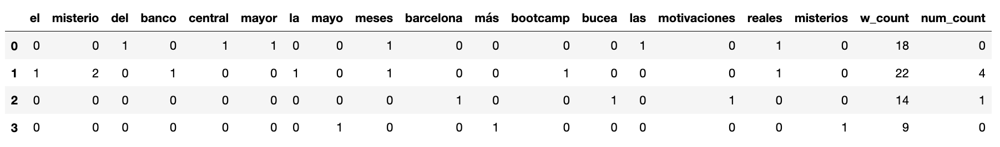 el misterio del banco central mayor la mayo meses barcelona más bootcamp bucea las motivaciones reales misterios w_count num_count
0 0 0 1 0 1 1 0 0 1 0 0 0 0 1 0 1 0 18 0
1 1 2 0 1 0 0 1 0 1 0 0 1 0 0 0 1 0 22 4
2 0 0 0 0 0 0 0 0 0 1 0 0 1 0 1 0 0 14 1
3 0 0 0 0 0 0 0 1 0 0 1 0 0 0 0 0 1 9 0